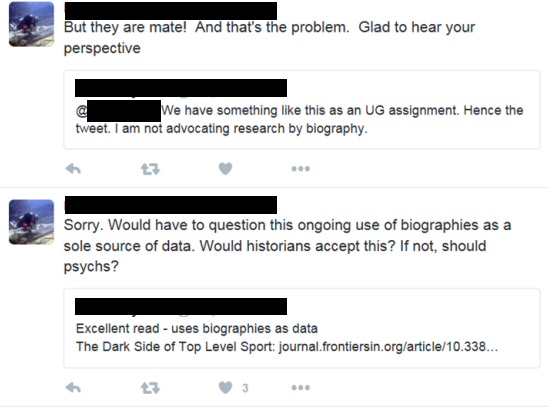 But they are mate!  And that's the problem.  Glad to hear your
perspective
@
We have something like this as an UG assignment. Hence the
tweet. I am not advocating research by biography.
Sorry. Would have to question this ongoing use of biographies as a
sole source of data. Would historians accept this? If not, should
psychs?
Excellent read - uses biographies as data
The Dark Side of Top Level Sport: journal.frontiersin.org/article/10.338...
3